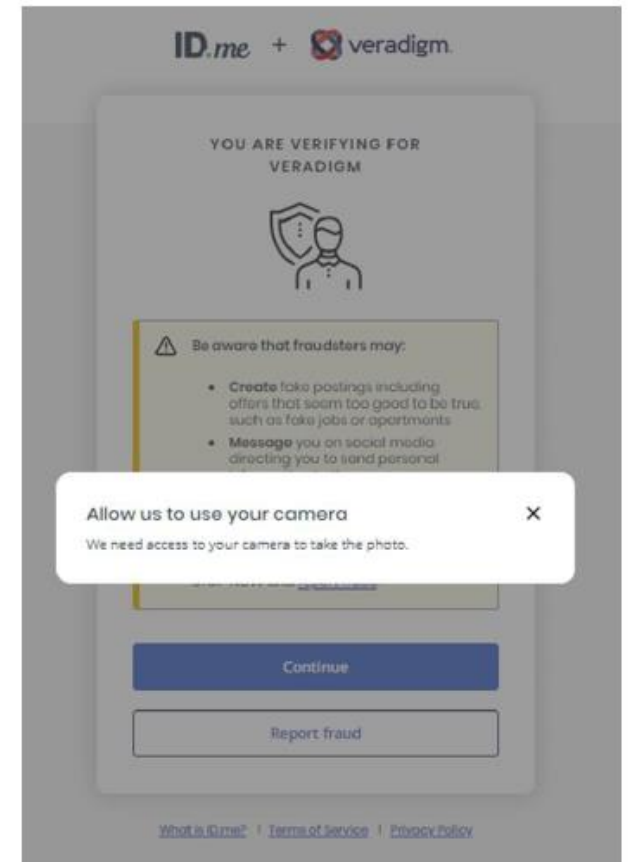 ID.me + veradigm.
YOU ARE VERIFYING FOR
VERADIGM
Be aware that fraudsters may:
• Create fake postings including
offers that seem too good to be true,
such as fake jobs or apartments
• Message you on social media
directing you to send personal
Allow us to use your camera
We need access to your camera to take the photo.
Continue
Report fraud
What is ID.me? | Terms of Service | Privacy Policy